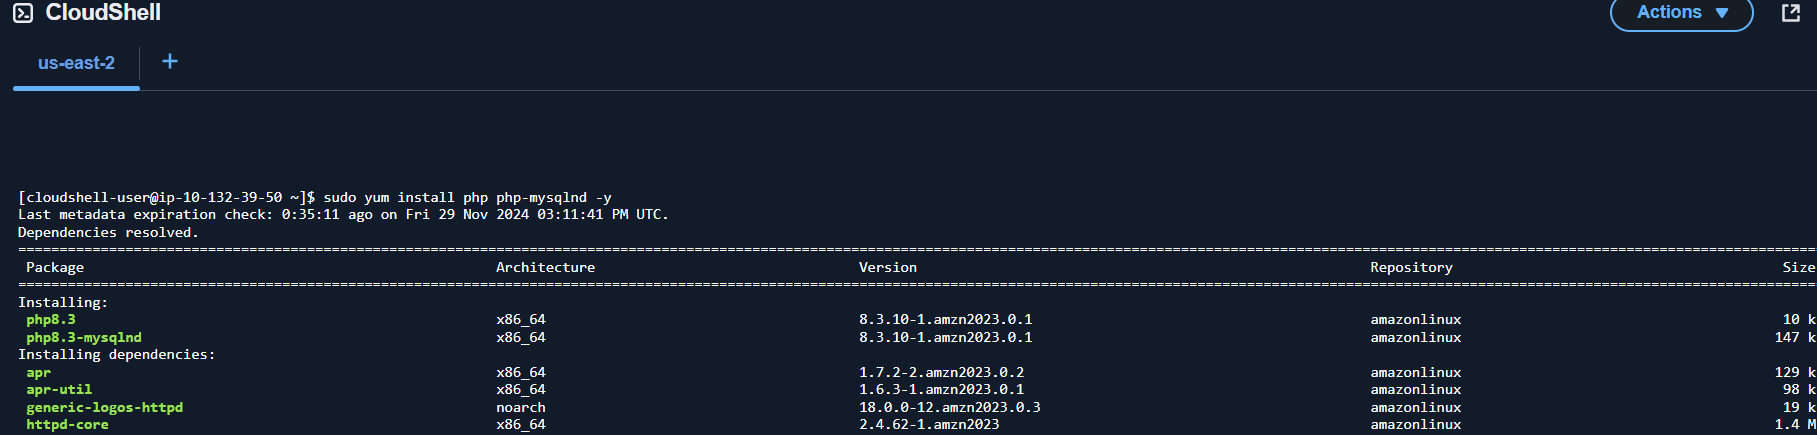 CloudShell
Actions
us-east-2
+
[cloudshell-user@ip-10-132-39-50 ~]$ sudo yum install php php-mysqlnd -y
Last metadata expiration check: 0:35:11 ago on Fri 29 Nov 2024 03:11:41 PM UTC.
Dependencies resolved.
Package Architecture Version Repository Size
Installing:
php8.3 x86_64 8.3.10-1.amzn2023.0.1 amazonlinux 10 k
php8.3-mysqlnd x86_64 8.3.10-1.amzn2023.0.1 amazonlinux 147 k
Installing dependencies:
apr x86_64 1.7.2-2.amzn2023.0.2 amazonlinux 129 k
apr-util x86_64 1.6.3-1.amzn2023.0.1 amazonlinux 98 k
generic-logos-httpd noarch 18.0.0-12.amzn2023.0.3 amazonlinux 19 k
httpd-core x86_64 2.4.62-1.amzn2023 amazonlinux 1.4 M